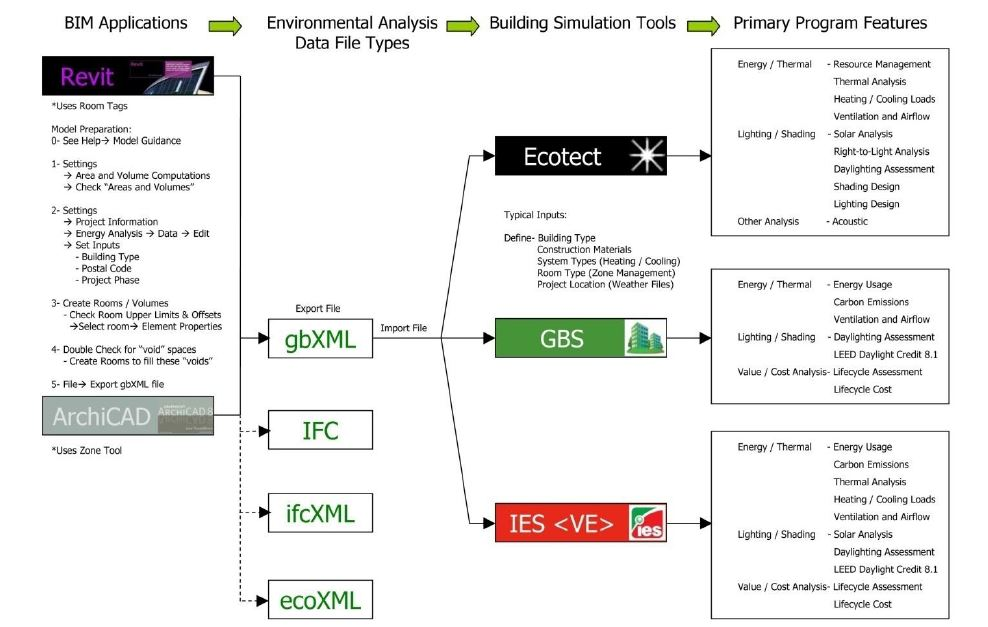 BIM Applications
Environmental Analysis
Data File Types
Building Simulation Tools
Primary Program Features
Revit
*Uses Room Tags
Model Preparation:
0- See Help→ Model Guidance
1- Settings
→ Area and Volume Computations
→ Check "Areas and Volumes"
2- Settings
→ Project Information
→ Energy Analysis → Data → Edit
→ Set Inputs
- Building Type
- Postal Code
- Project Phase
3- Create Rooms / Volumes
- Check Room Upper Limits & Offsets
→Select room→ Element Properties
4- Double Check for "void" spaces
- Create Rooms to fill these "voids"
5- File→ Export gbXML file
ArchiCAD
ARCHICAD 8
*Uses Zone Tool
Export File
gbXML
Import File
IFC
ifcXML
ecoXML
Ecotect
Typical Inputs:
Define- Building Type
Construction Materials
System Types (Heating / Cooling)
Room Type (Zone Management)
Project Location (Weather Files)
GBS
IES <VE>
ies
Energy / Thermal - Resource Management
Thermal Analysis
Heating / Cooling Loads
Ventilation and Airflow
Lighting / Shading - Solar Analysis
Right-to-Light Analysis
Daylighting Assessment
Shading Design
Lighting Design
Other Analysis - Acoustic
Energy / Thermal - Energy Usage
Carbon Emissions
Ventilation and Airflow
Lighting / Shading - Daylighting Assessment
LEED Daylight Credit 8.1
Value / Cost Analysis- Lifecycle Assessment
Lifecycle Cost
Energy / Thermal - Energy Usage
Carbon Emissions
Thermal Analysis
Heating / Cooling Loads
Ventilation and Airflow
Lighting / Shading - Solar Analysis
Daylighting Assessment
LEED Daylight Credit 8.1
Value / Cost Analysis- Lifecycle Assessment
Lifecycle Cost